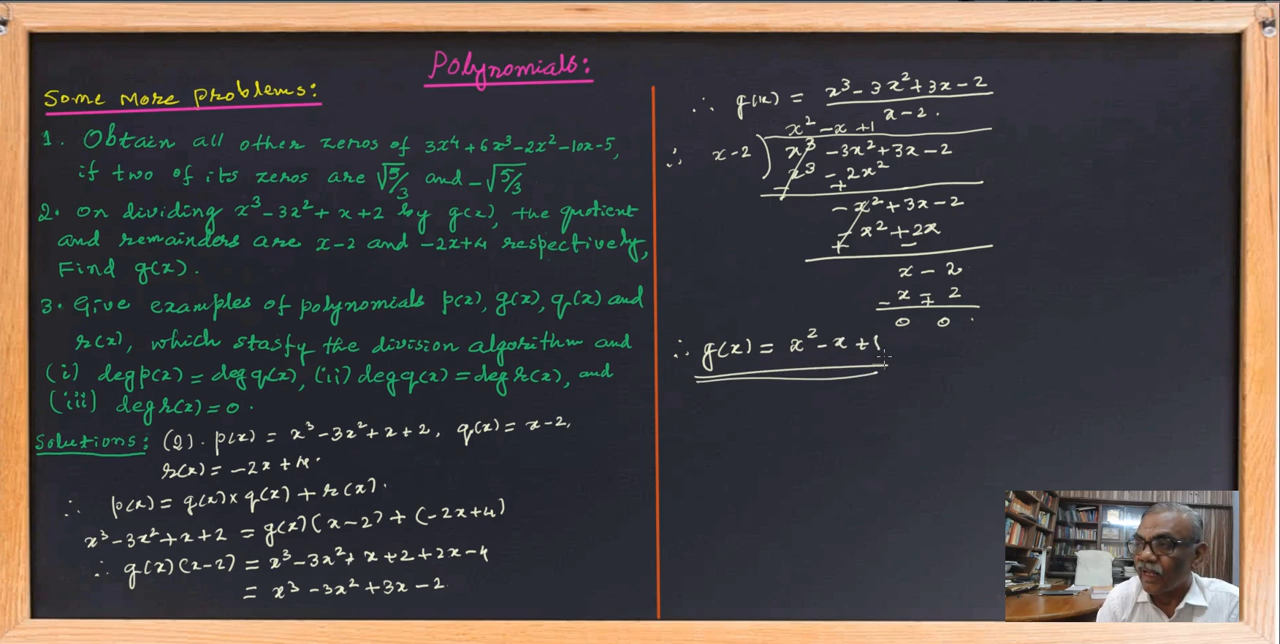 Polynomials:
Some More Problems:
1. Obtain all other zeros of 3x⁴+6x³-2x²-10x-5,
if two of its zeros are √5/3 and -√5/3
2. On dividing x³-3x²+x+2 by g(x), the quotient
and remainders are x-2 and -2x+4 respectively,
Find g(x).
3. Give examples of polynomials p(x), g(x), q(x) and
r(x), which stasfy the division algorithm and
(i) deg p(x) = deg q(x), (ii) deg q(x) = deg r(x), and
(iii) deg r(x) = 0.
Solutions: (2). p(x) = x³-3x²+x+2, q(x) = x-2,
r(x) = -2x+4.
∴ p(x) = g(x) × q(x) + r(x).
x³-3x²+x+2 = g(x)(x-2) + (-2x+4)
∴ g(x)(x-2) = x³-3x²+x+2+2x-4
= x³-3x²+3x-2
∴ g(x) = x³-3x²+3x-2
x-2.
x²-x+1
∴ x-2 ) x³-3x²+3x-2
x³-2x²
- +
-x²+3x-2
-x²+2x
+ -
x-2
x-2
- +
0 0.
∴ g(x) = x²-x+1